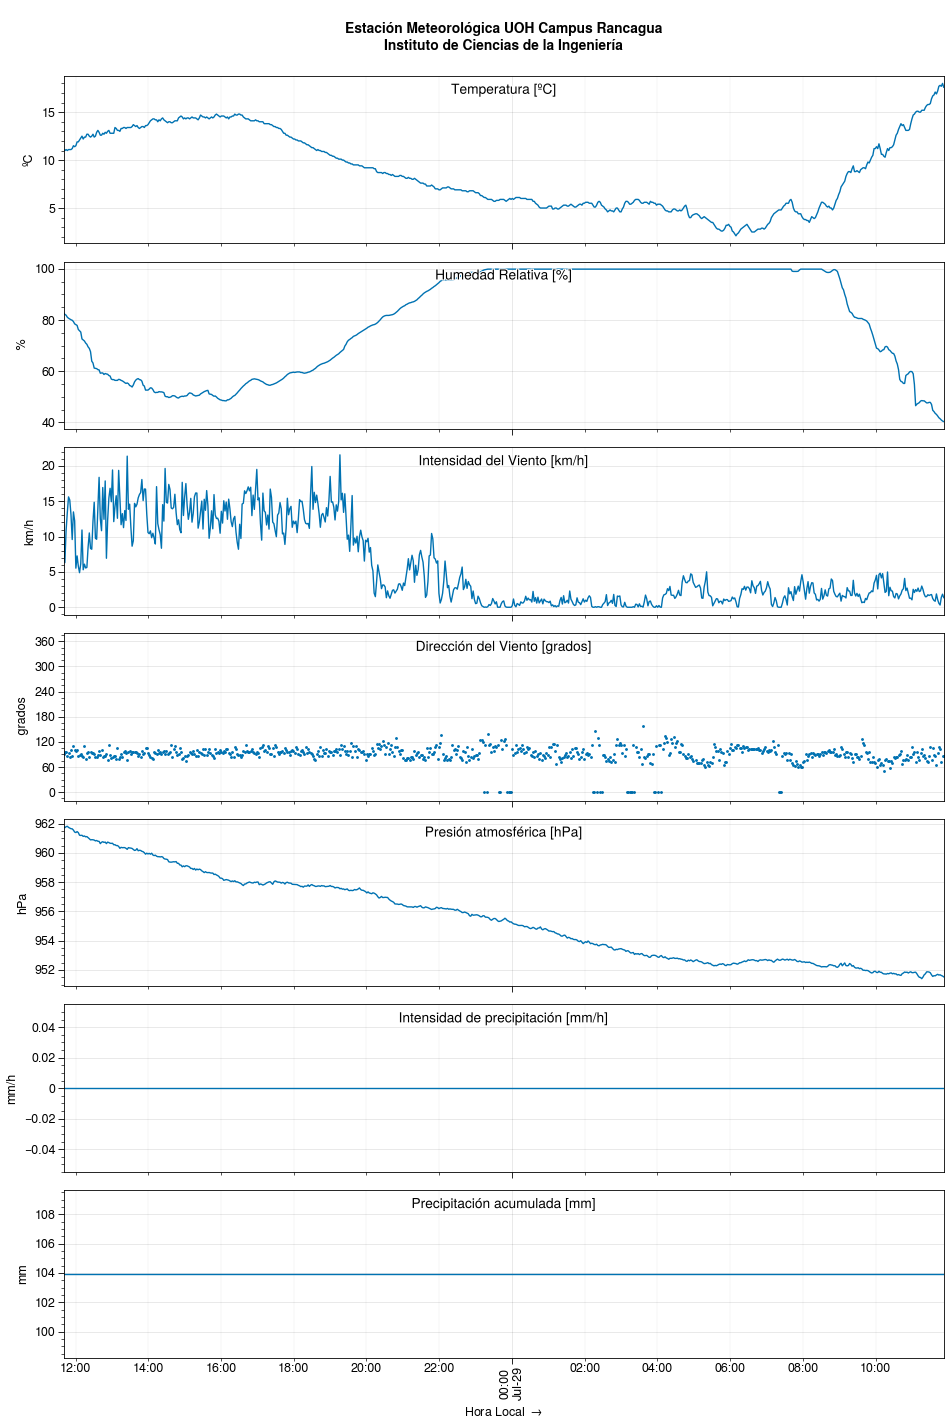 Estación Meteorológica UOH Campus Rancagua
Instituto de Ciencias de la Ingeniería
Temperatura [ºC]
ºC
15
10
5
Humedad Relativa [%]
%
100
80
60
40
Intensidad del Viento [km/h]
km/h
20
15
10
5
0
Dirección del Viento [grados]
grados
360
300
240
180
120
60
0
Presión atmosférica [hPa]
hPa
962
960
958
956
954
952
Intensidad de precipitación [mm/h]
mm/h
0.04
0.02
0
−0.02
−0.04
Precipitación acumulada [mm]
mm
108
106
104
102
100
12:00 14:00 16:00 18:00 20:00 22:00 00:00 02:00 04:00 06:00 08:00 10:00
Jul-29
Hora Local →